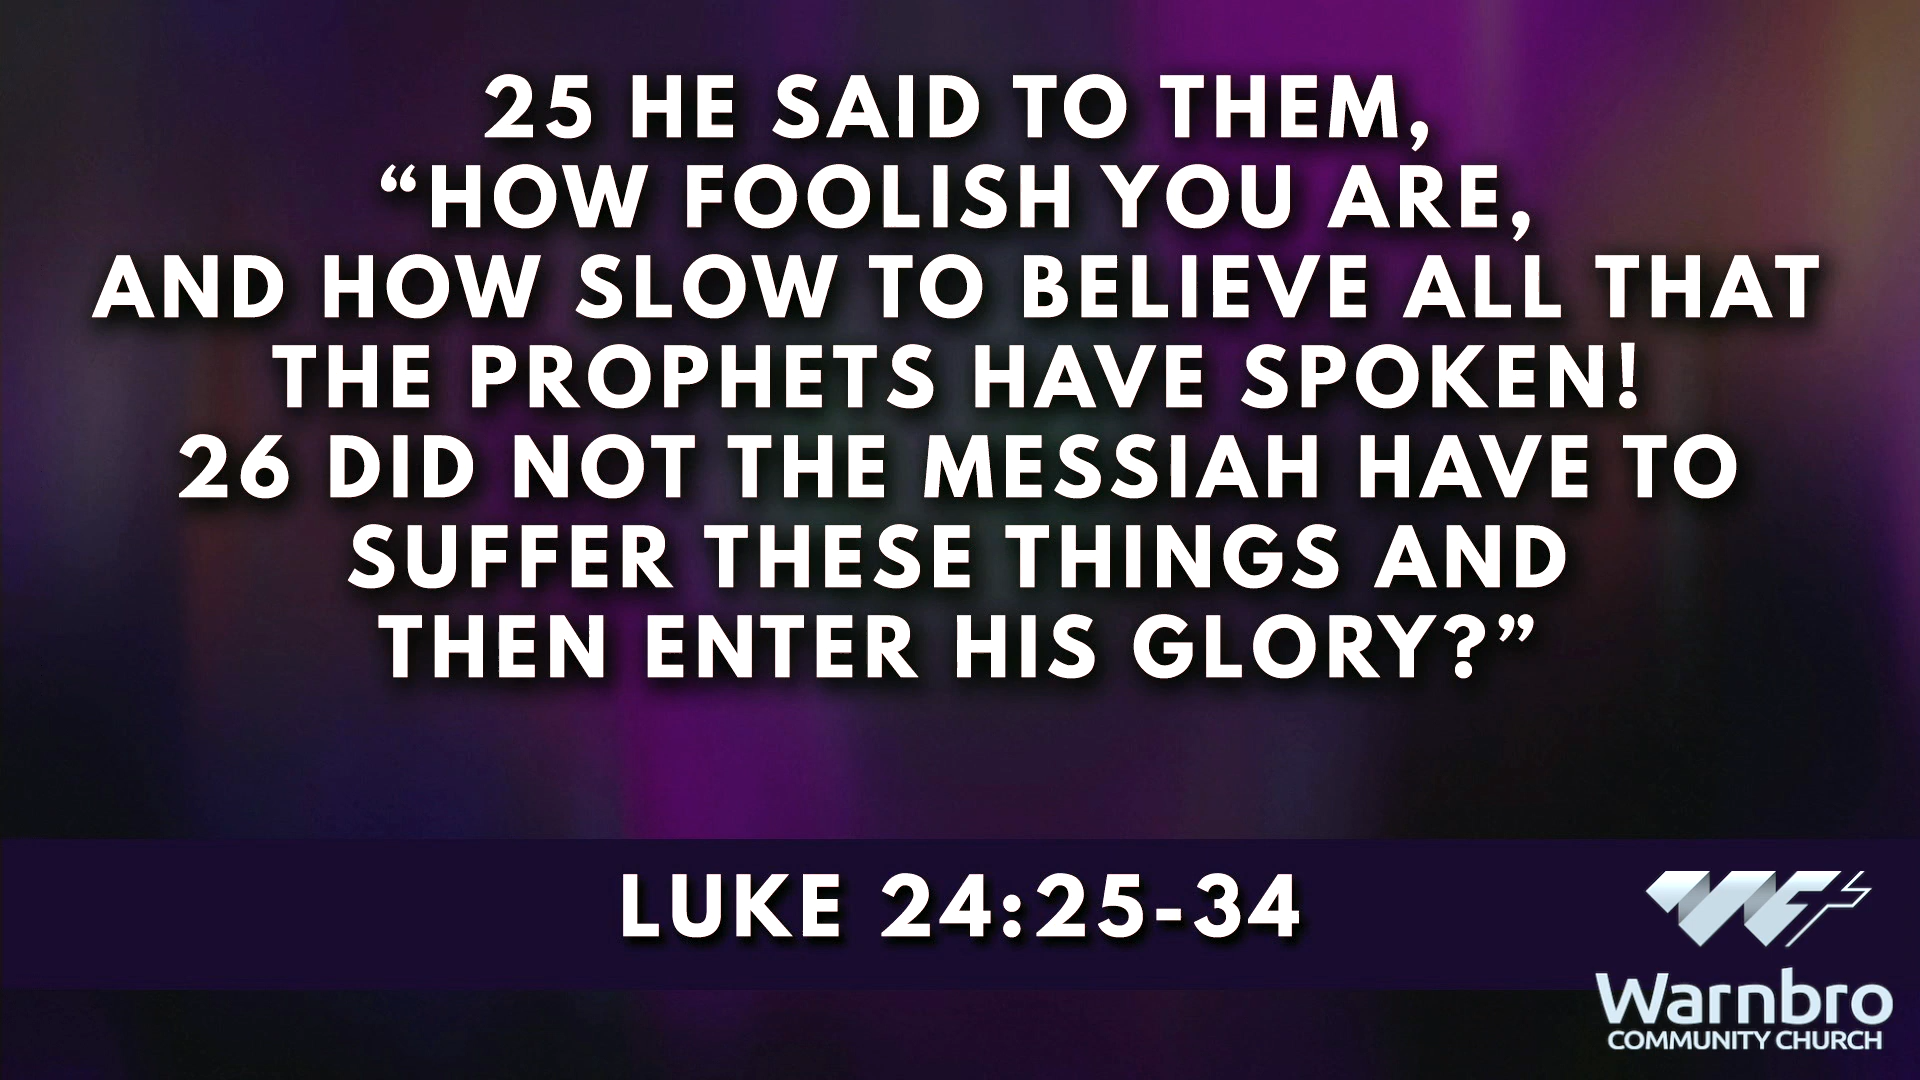 25 HE SAID TO THEM,
“HOW FOOLISH YOU ARE,
AND HOW SLOW TO BELIEVE ALL THAT
THE PROPHETS HAVE SPOKEN!
26 DID NOT THE MESSIAH HAVE TO
SUFFER THESE THINGS AND
THEN ENTER HIS GLORY?”
LUKE 24:25-34
Warnbro
COMMUNITY CHURCH